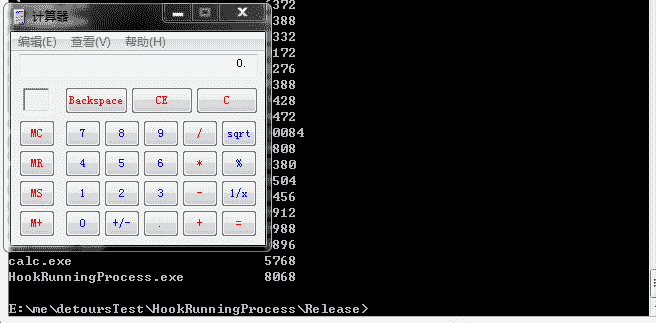 计算器
编辑(E) 查看(V) 帮助(H)
0.
Backspace CE C
MC 7 8 9 / sqrt
MR 4 5 6 * %
MS 1 2 3 - 1/x
M+ 0 +/- . + =
372
388
332
172
276
388
428
472
0084
808
380
504
456
912
988
896
calc.exe 5768
HookRunningProcess.exe 8068
E:\me\detoursTest\HookRunningProcess\Release>